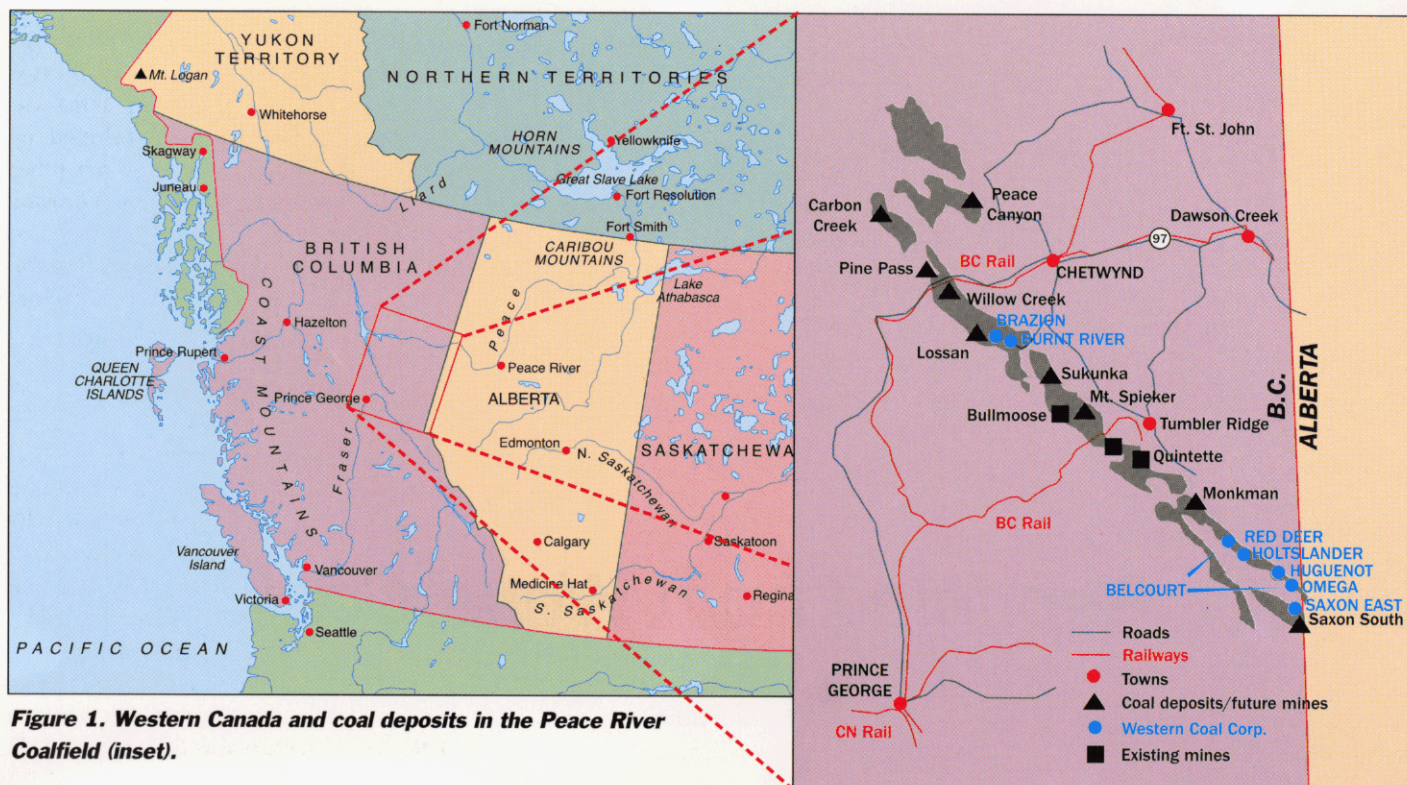 YUKON
TERRITORY
Mt. Logan
Whitehorse
Fort Norman
NORTHERN TERRITORIES
HORN
MOUNTAINS
Yellowknife
Great Slave Lake
Fort Resolution
Fort Smith
Skagway
Juneau
Liard
BRITISH
COLUMBIA
CARIBOU
MOUNTAINS
Lake
Athabasca
COAST MOUNTAINS
Hazelton
Prince Rupert
QUEEN
CHARLOTTE
ISLANDS
Peace
Peace River
ALBERTA
Prince George
Fraser
Edmonton
N. Saskatchewan
SASKATCHEWA
Saskatoon
Calgary
Medicine Hat
S. Saskatchewan
Regina
Vancouver
Island
Vancouver
Victoria
Seattle
PACIFIC OCEAN
Figure 1. Western Canada and coal deposits in the Peace River
Coalfield (inset).
Ft. St. John
Peace
Canyon
Carbon
Creek
Dawson Creek
97
BC Rail
CHETWYND
Pine Pass
Willow Creek
BRAZION
BURNT RIVER
Lossan
Sukunka
Mt. Spieker
Bullmoose
Tumbler Ridge
Quintette
B.C.
ALBERTA
Monkman
BC Rail
RED DEER
HOLTSLANDER
HUGUENOT
BELCOURT
OMEGA
SAXON EAST
Saxon South
PRINCE
GEORGE
CN Rail
Roads
Railways
Towns
Coal deposits/future mines
Western Coal Corp.
Existing mines